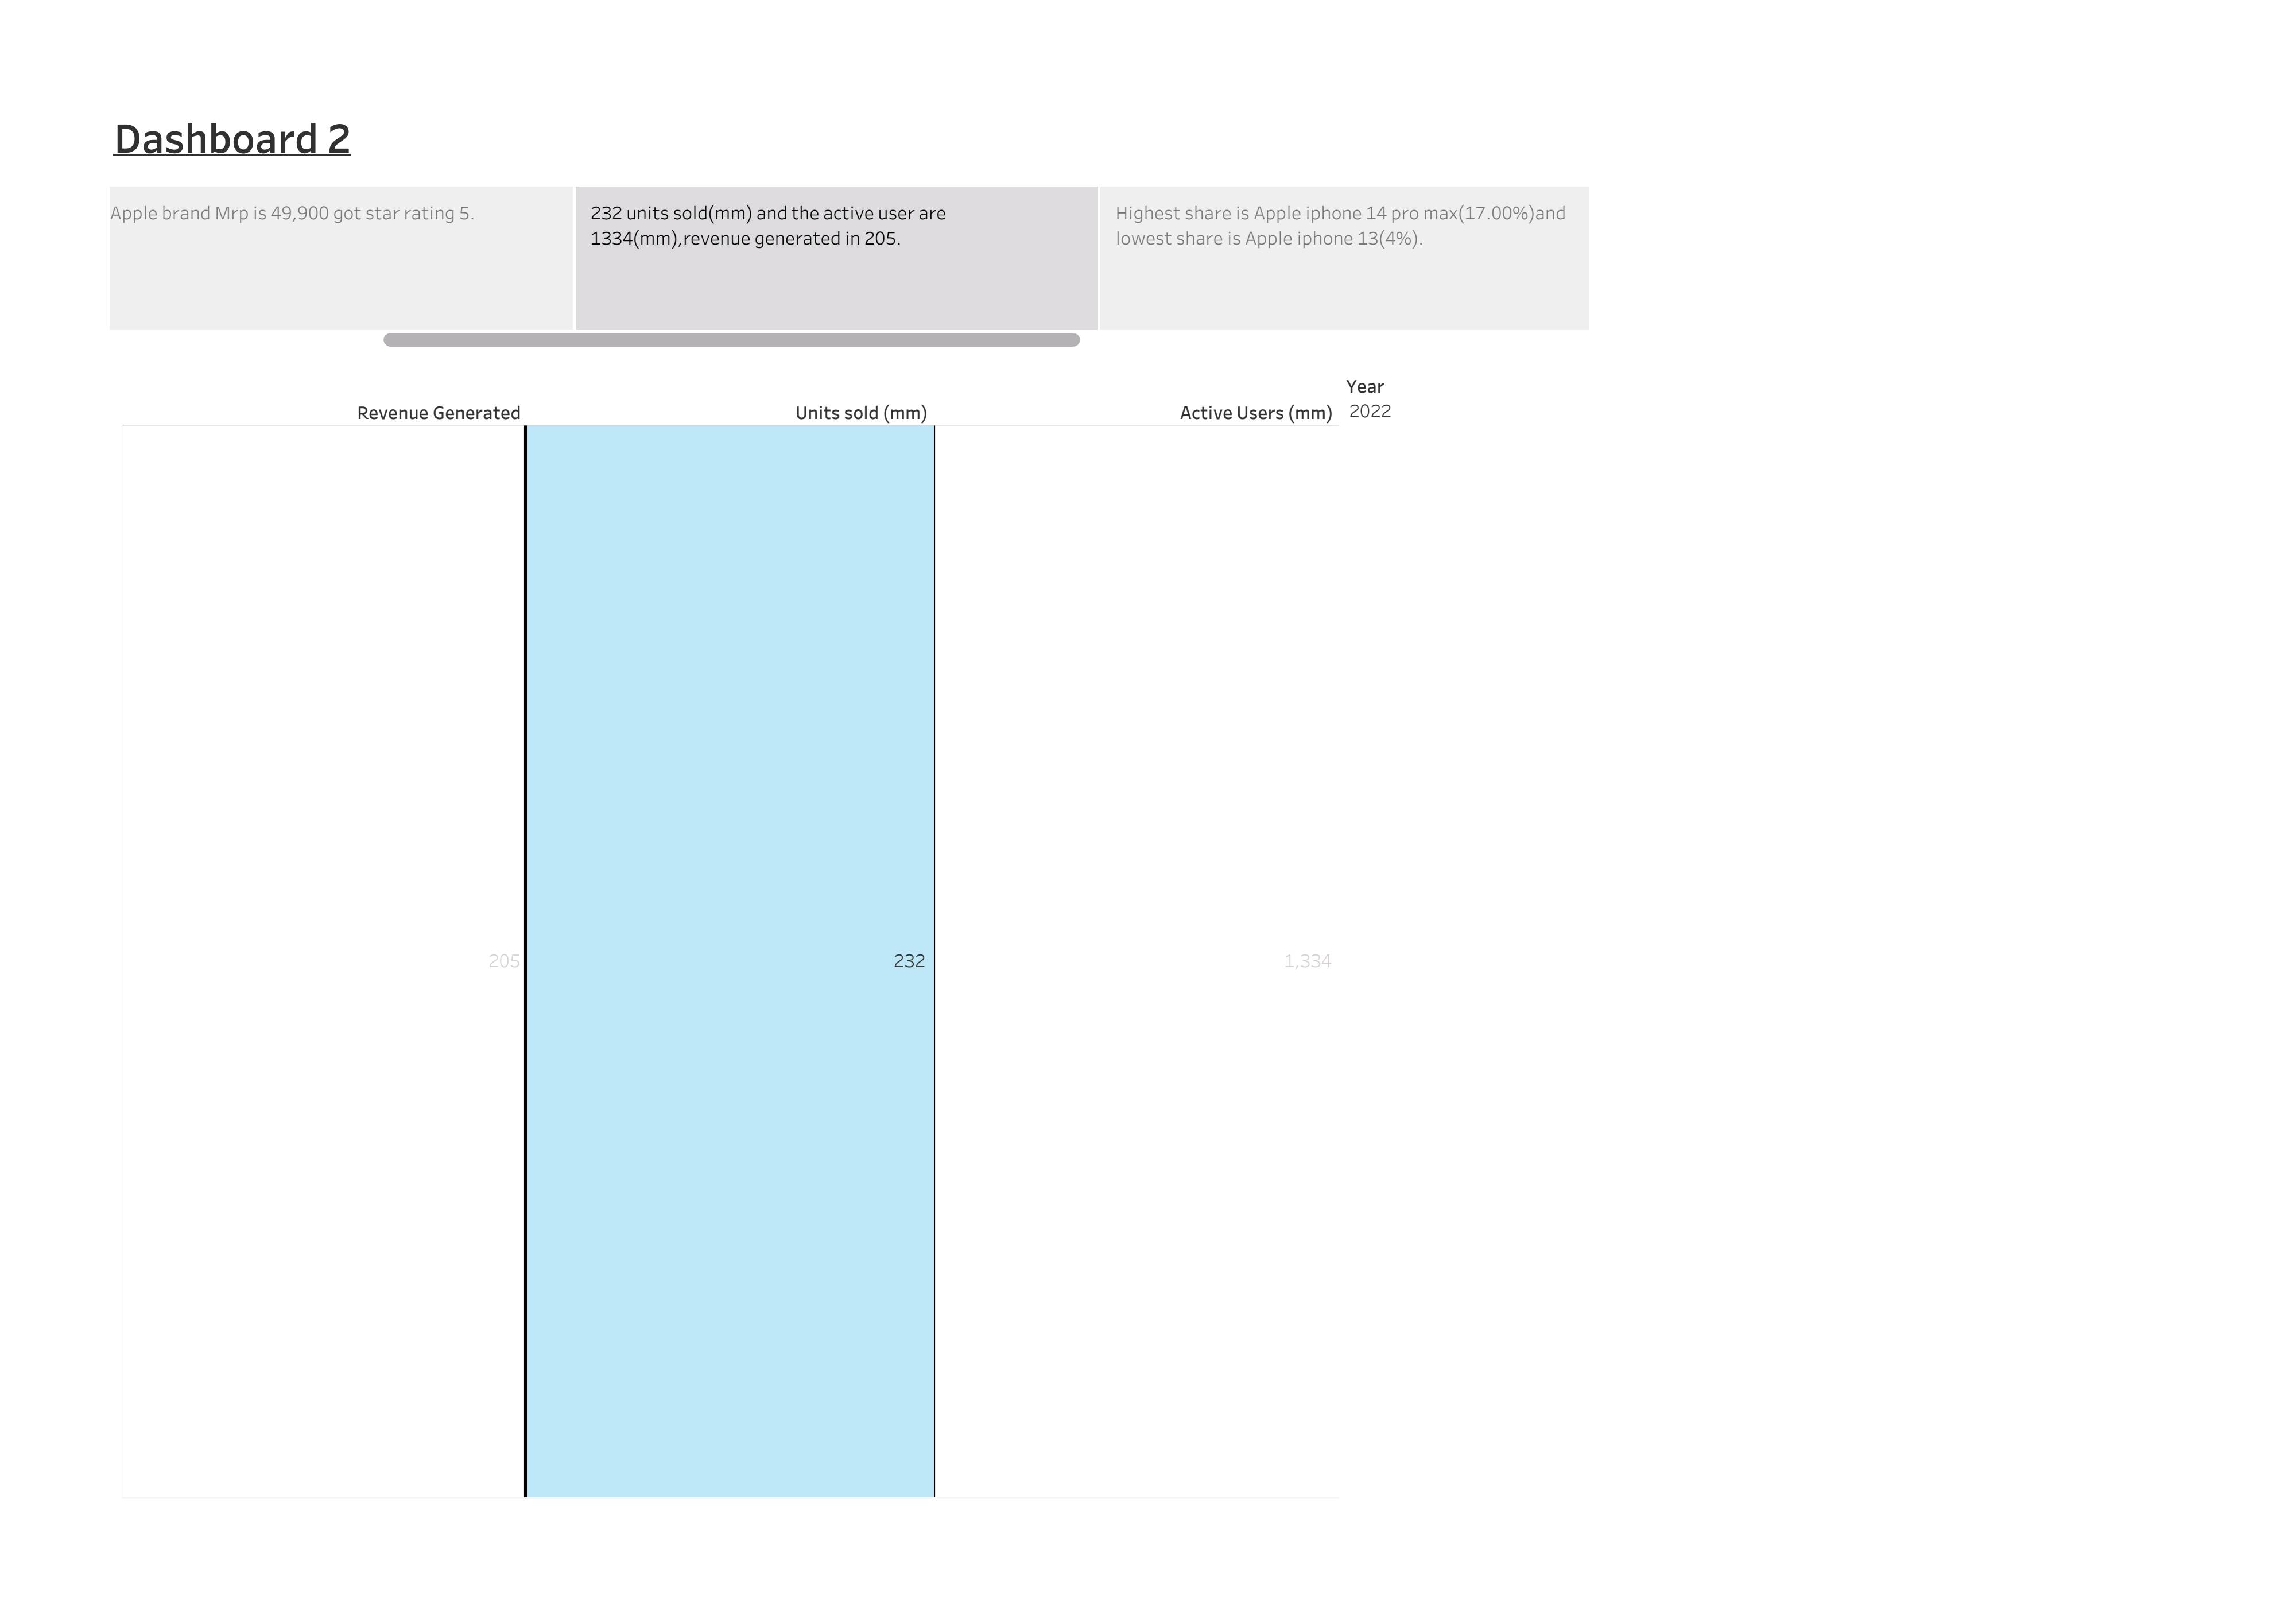 Dashboard 2
Apple brand Mrp is 49,900 got star rating 5.
232 units sold(mm) and the active user are
1334(mm),revenue generated in 205.
Highest share is Apple iphone 14 pro max(17.00%)and
lowest share is Apple iphone 13(4%).
Year
2022
Revenue Generated
Units sold (mm)
Active Users (mm)
205
232
1,334